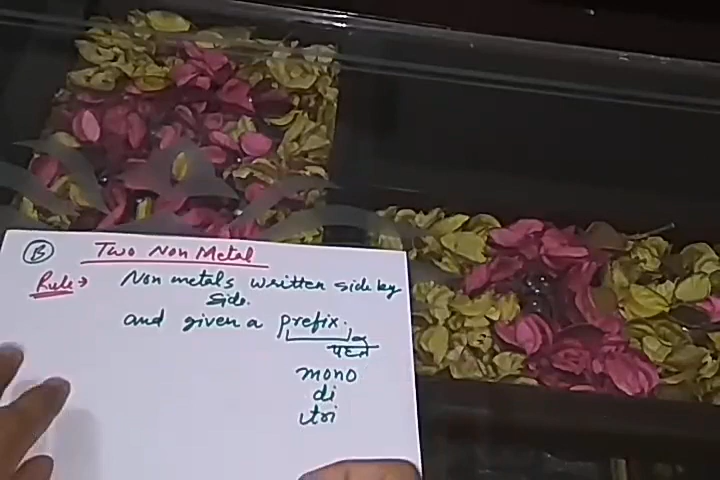 B Two Non Metal
Rule → Non metals written side by
side.
and given a prefix.
mono
di
tri